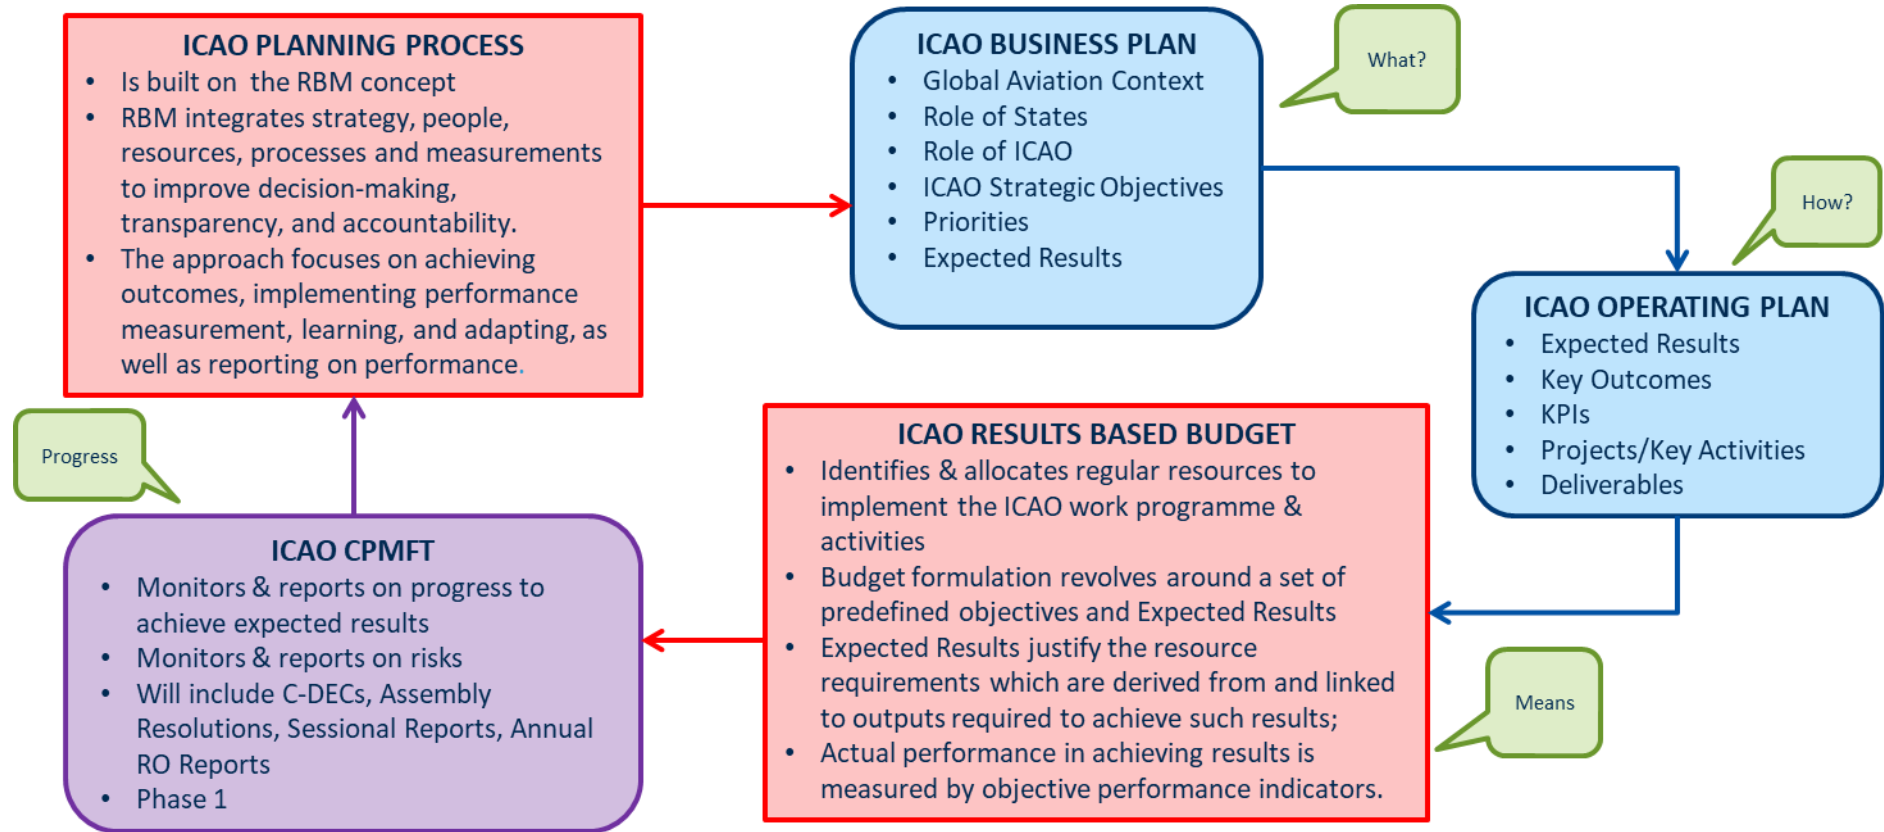 ICAO PLANNING PROCESS
• Is built on the RBM concept
• RBM integrates strategy, people,
resources, processes and measurements
to improve decision-making,
transparency, and accountability.
• The approach focuses on achieving
outcomes, implementing performance
measurement, learning, and adapting, as
well as reporting on performance.
ICAO BUSINESS PLAN
• Global Aviation Context
• Role of States
• Role of ICAO
• ICAO Strategic Objectives
• Priorities
• Expected Results
What?
How?
ICAO OPERATING PLAN
• Expected Results
• Key Outcomes
• KPIs
• Projects/Key Activities
• Deliverables
ICAO RESULTS BASED BUDGET
• Identifies & allocates regular resources to
implement the ICAO work programme &
activities
• Budget formulation revolves around a set of
predefined objectives and Expected Results
• Expected Results justify the resource
requirements which are derived from and linked
to outputs required to achieve such results;
• Actual performance in achieving results is
measured by objective performance indicators.
Means
Progress
ICAO CPMFT
• Monitors & reports on progress to
achieve expected results
• Monitors & reports on risks
• Will include C-DECs, Assembly
Resolutions, Sessional Reports, Annual
RO Reports
• Phase 1